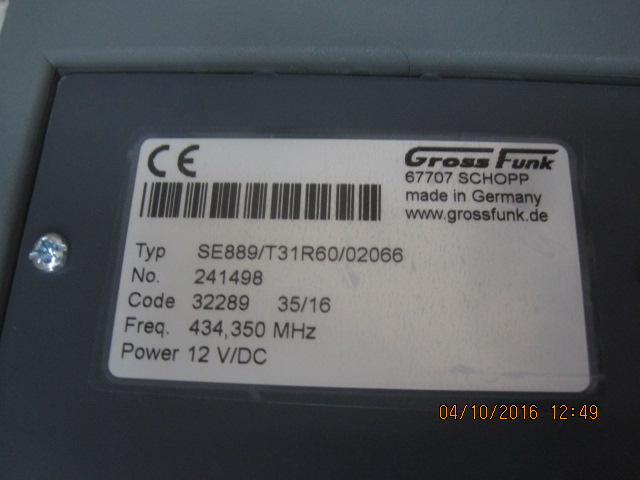 CE
Gross Funk
67707 SCHOPP
made in Germany
www.grossfunk.de
Typ SE889/T31R60/02066
No. 241498
Code 32289 35/16
Freq. 434,350 MHz
Power 12 V/DC
04/10/2016 12:49